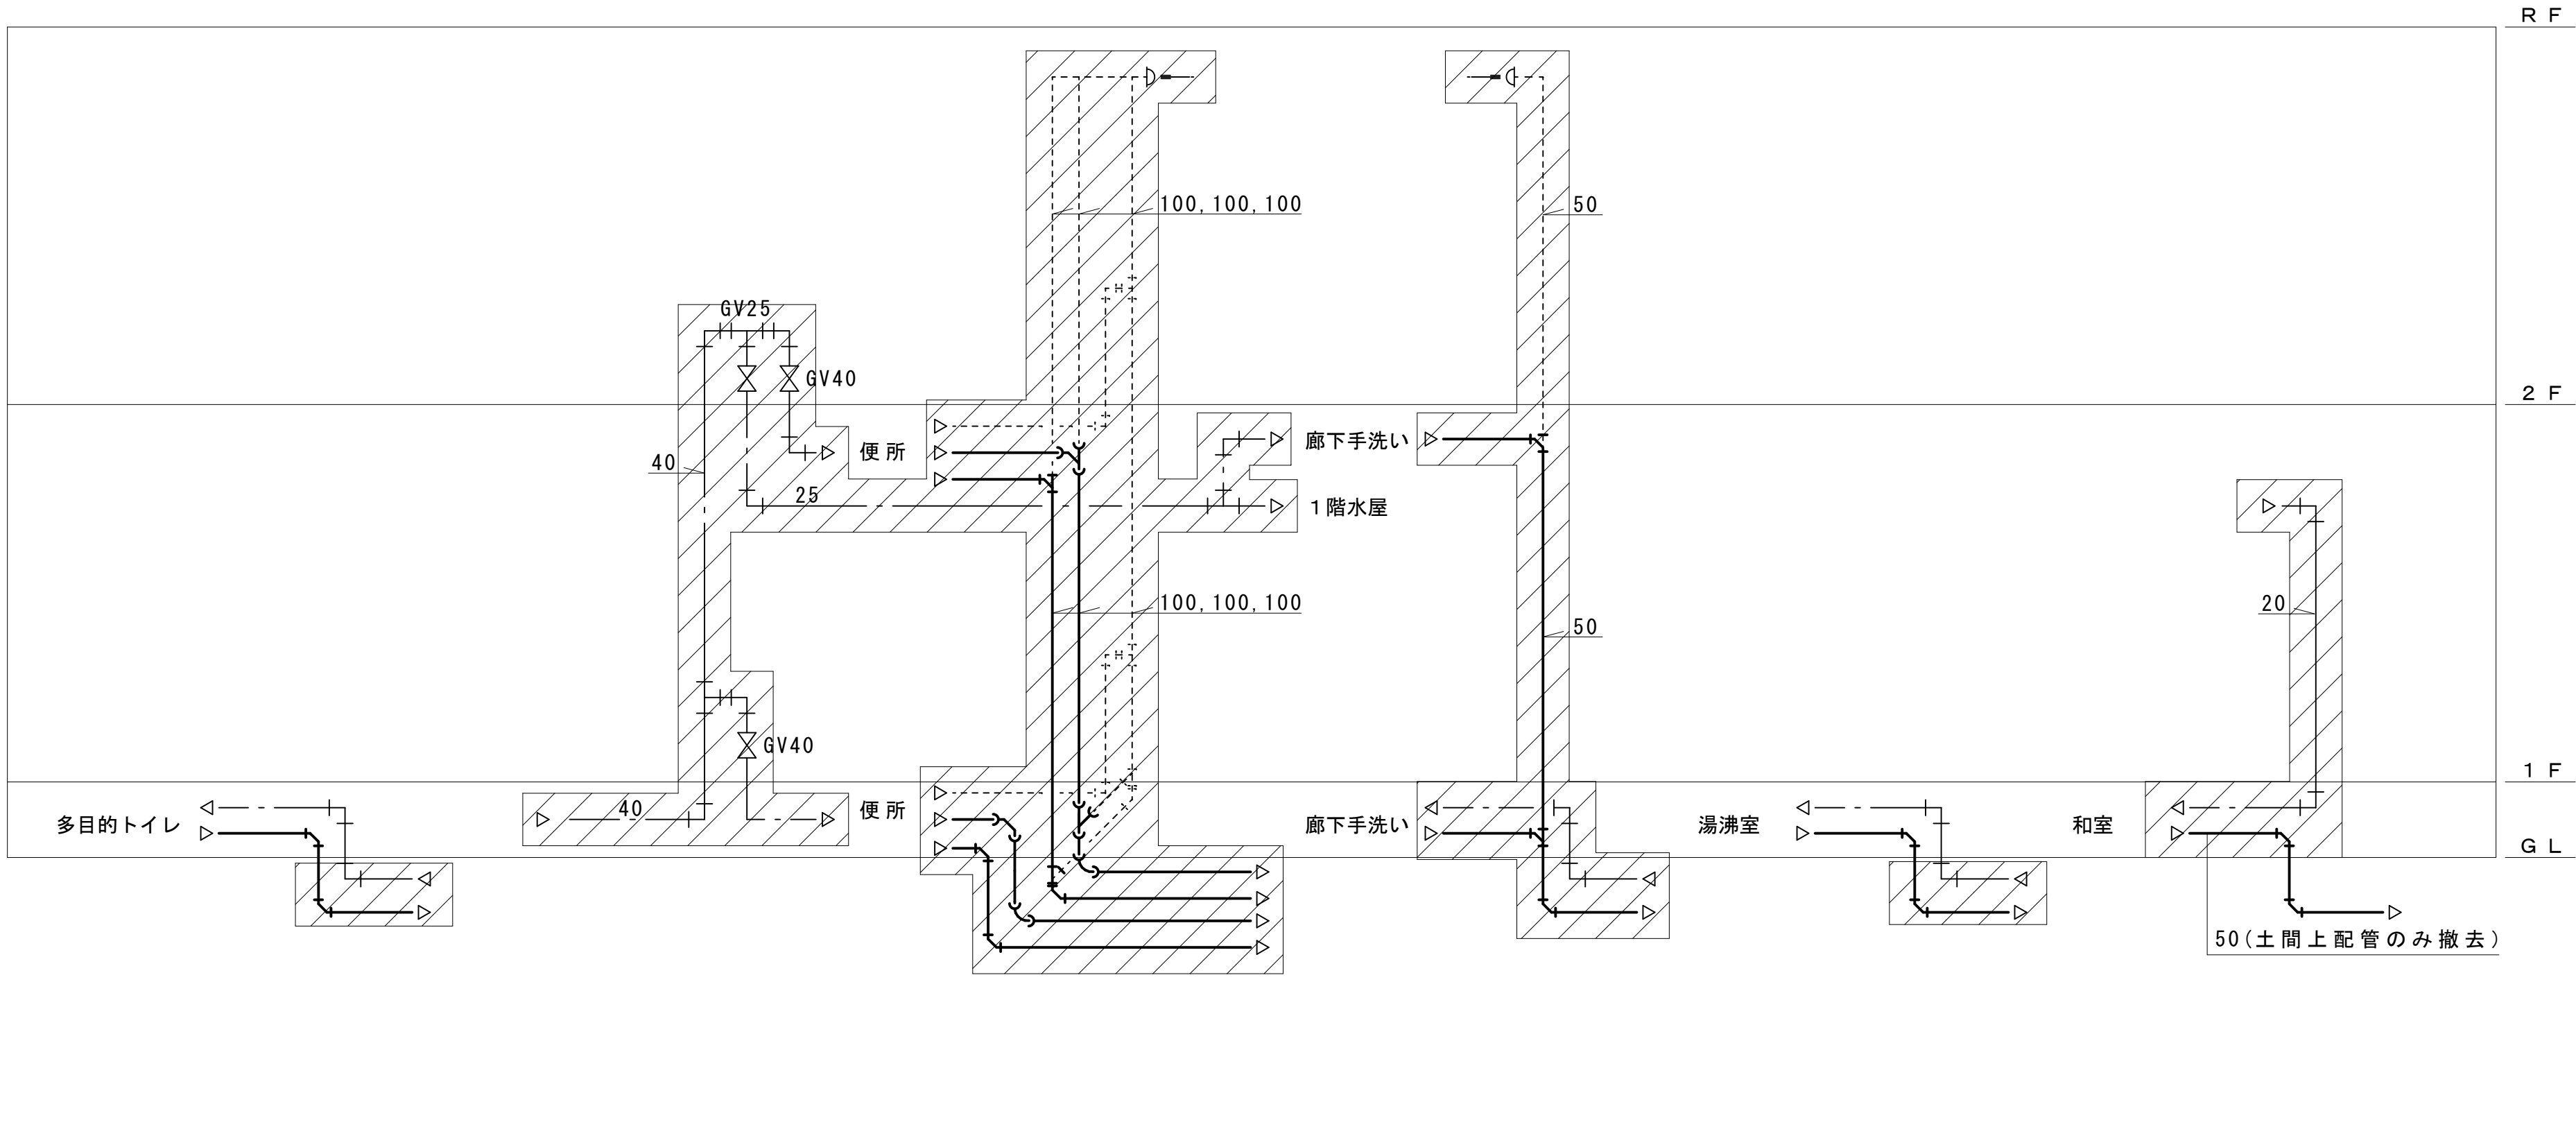 ＲＦ
100,100,100
50
GV25
GV40
２Ｆ
便所
廊下手洗い
40
25
１階水屋
100,100,100
50
20
GV40
１Ｆ
多目的トイレ
40
便所
廊下手洗い
湯沸室
和室
ＧＬ
50(土間上配管のみ撤去)